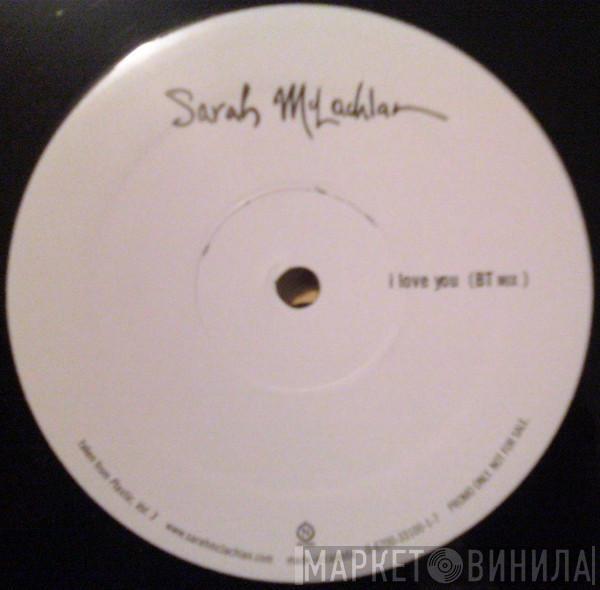 Sarah McLachlan
I love you (BT MIX)
taken from Plastic, Vol 3 www.sarahmclachlan.com PROMO ONLY. NOT FOR SALE.
МАРКЕТ ВИНИЛА